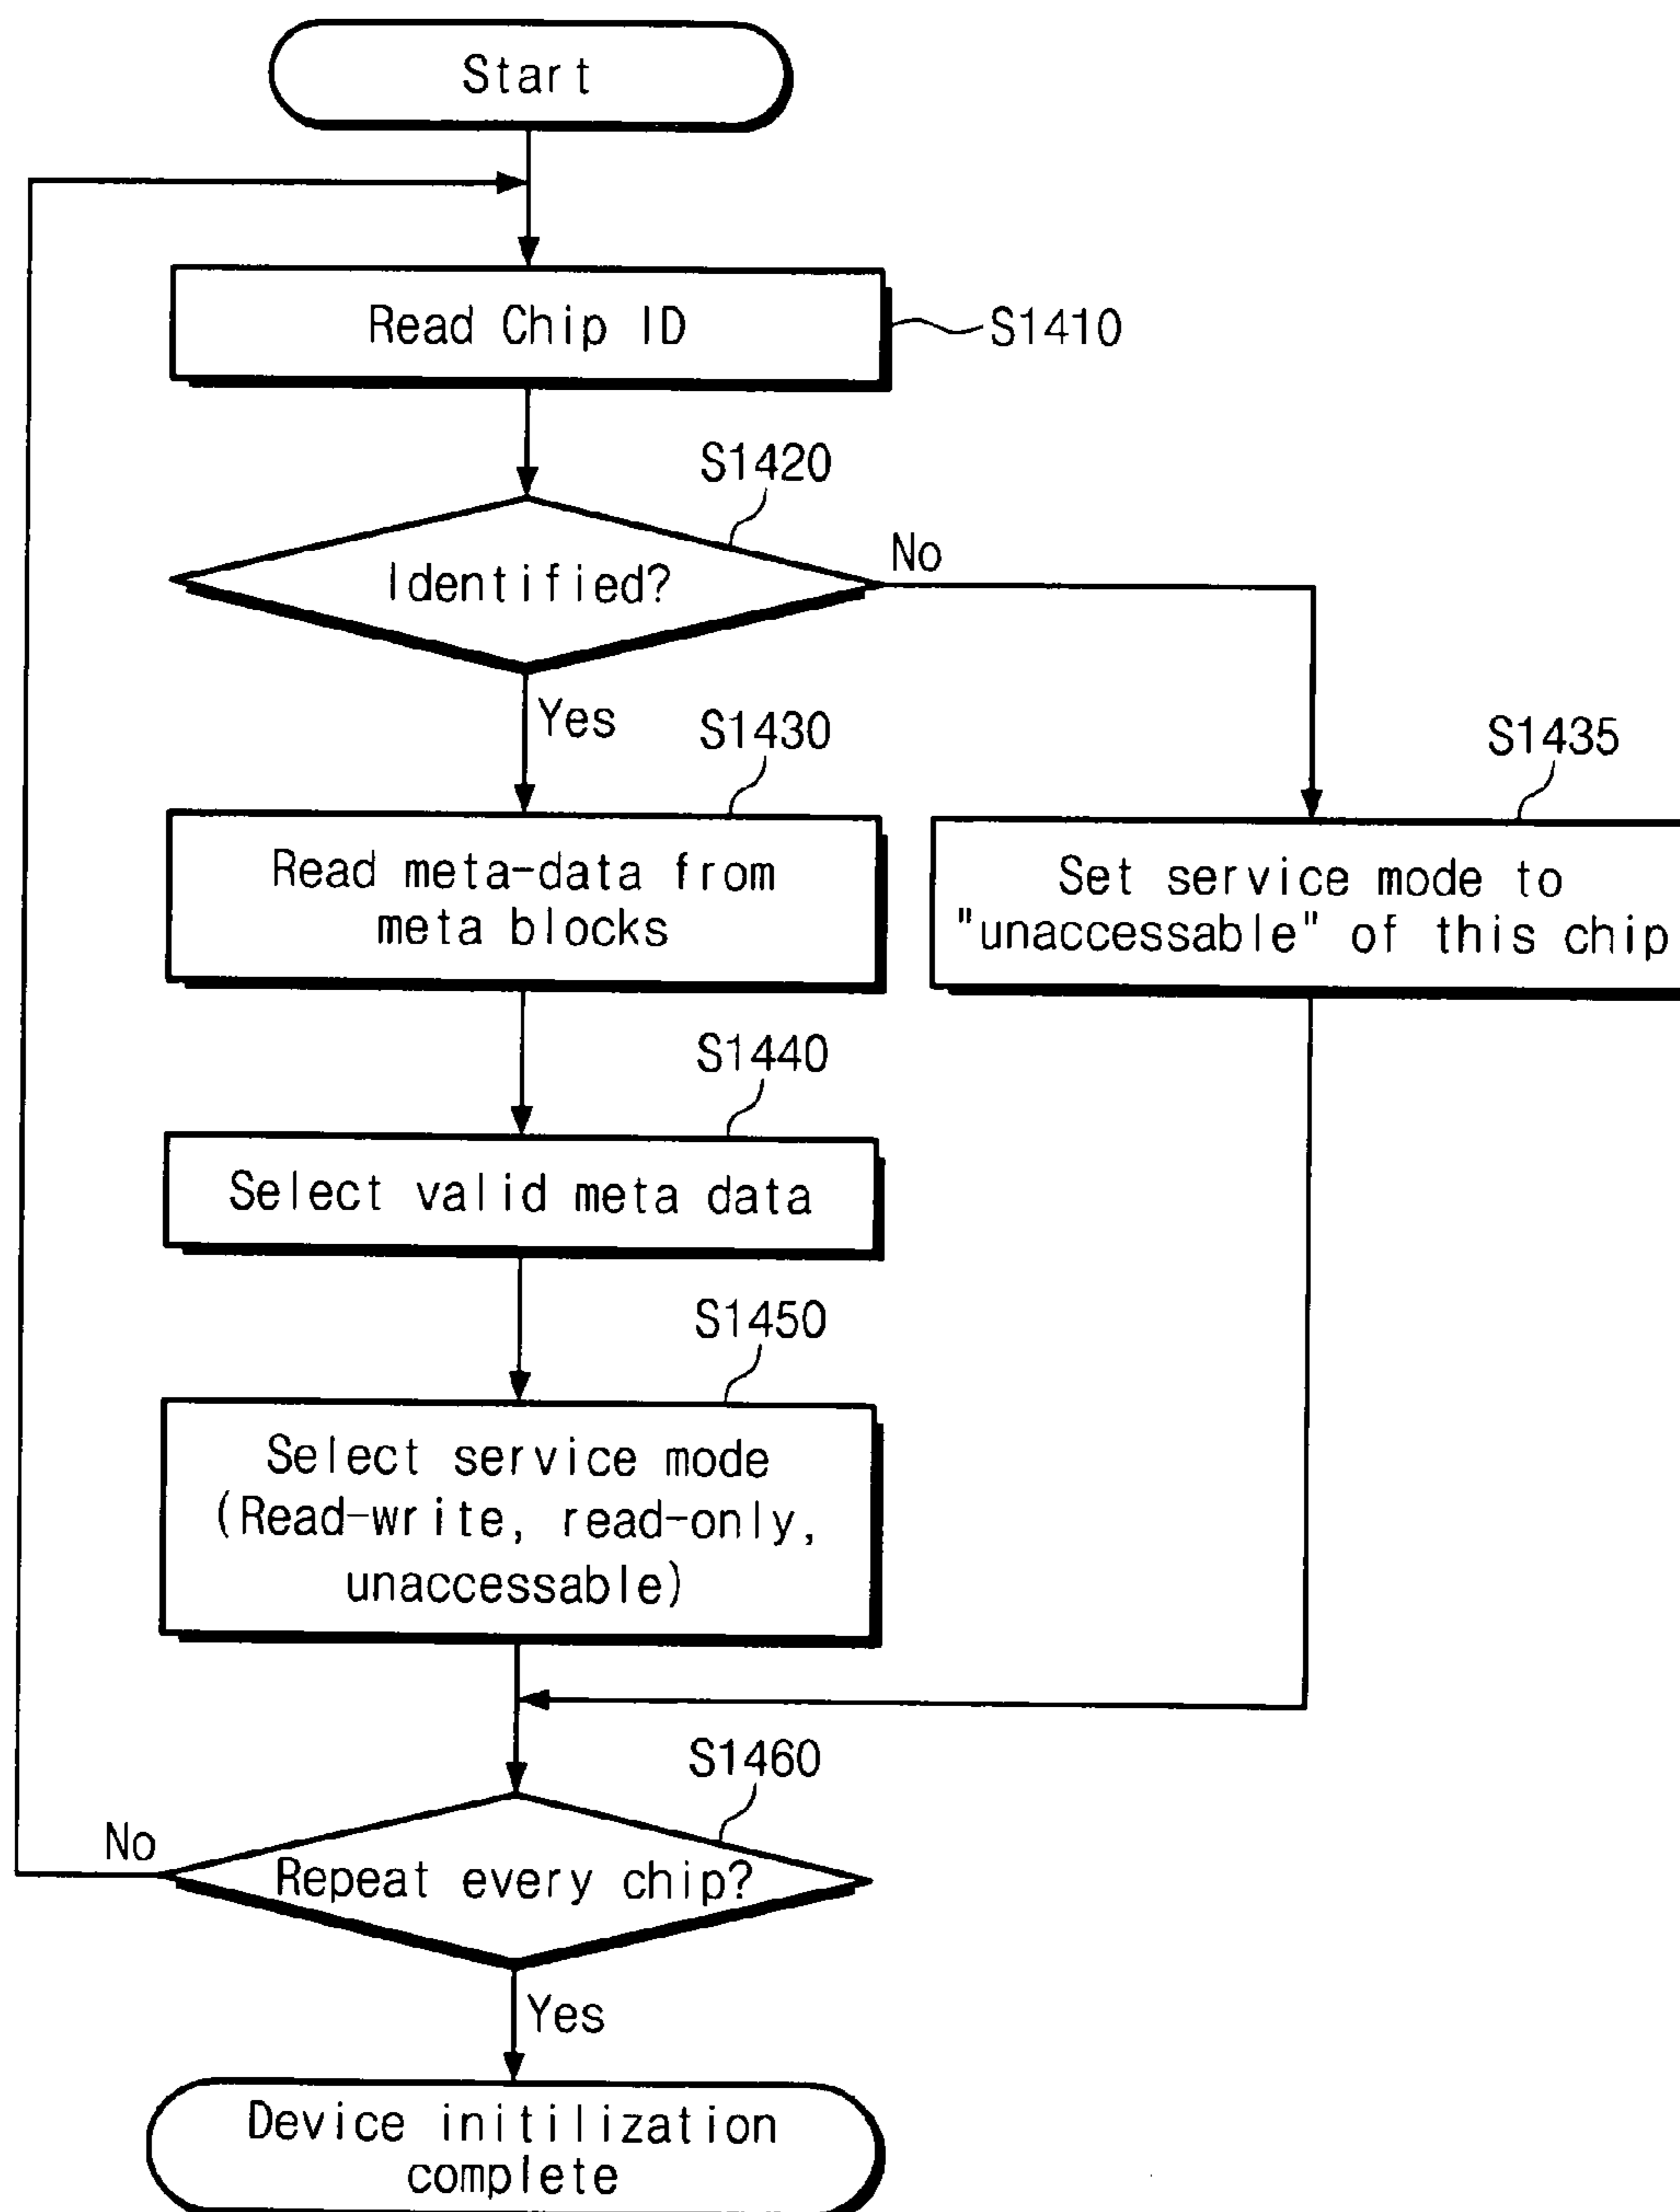 Start
Read Chip ID
S1410
S1420
Identified?
No
Yes
S1430
S1435
Read meta-data from
meta blocks
Set service mode to
"unaccessable" of this chip
S1440
Select valid meta data
S1450
Select service mode
(Read-write, read-only,
unaccessable)
S1460
No
Repeat every chip?
Yes
Device initilization
complete